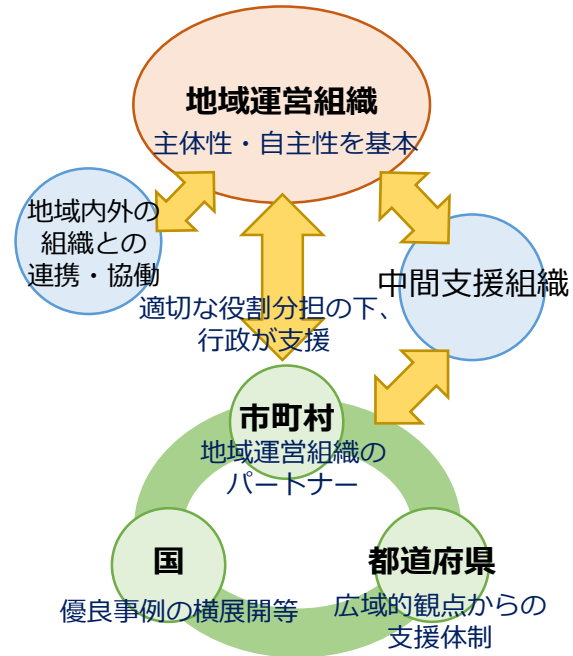 地域運営組織
主体性・自主性を基本
地域内外の
組織との
連携・協働
中間支援組織
適切な役割分担の下、
行政が支援
市町村
地域運営組織の
パートナー
国
優良事例の横展開等
都道府県
広域的観点からの
支援体制